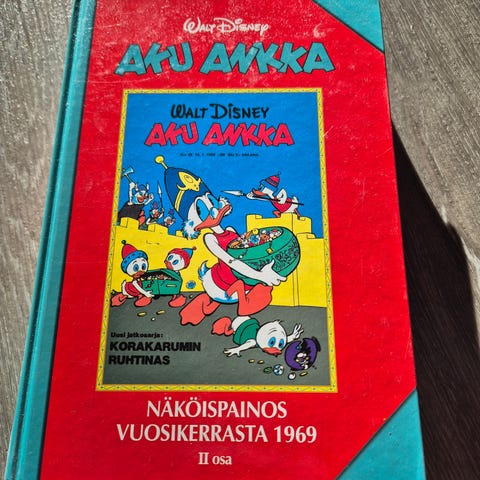 WALT DISNEY
AKU ANKKA
WALT DISNEY
AKU ANKKA
Uusi jatkosarja:
KORAKARUMIN
RUHTINAS
NÄKÖISPAINOS
VUOSIKERRASTA 1969
II osa